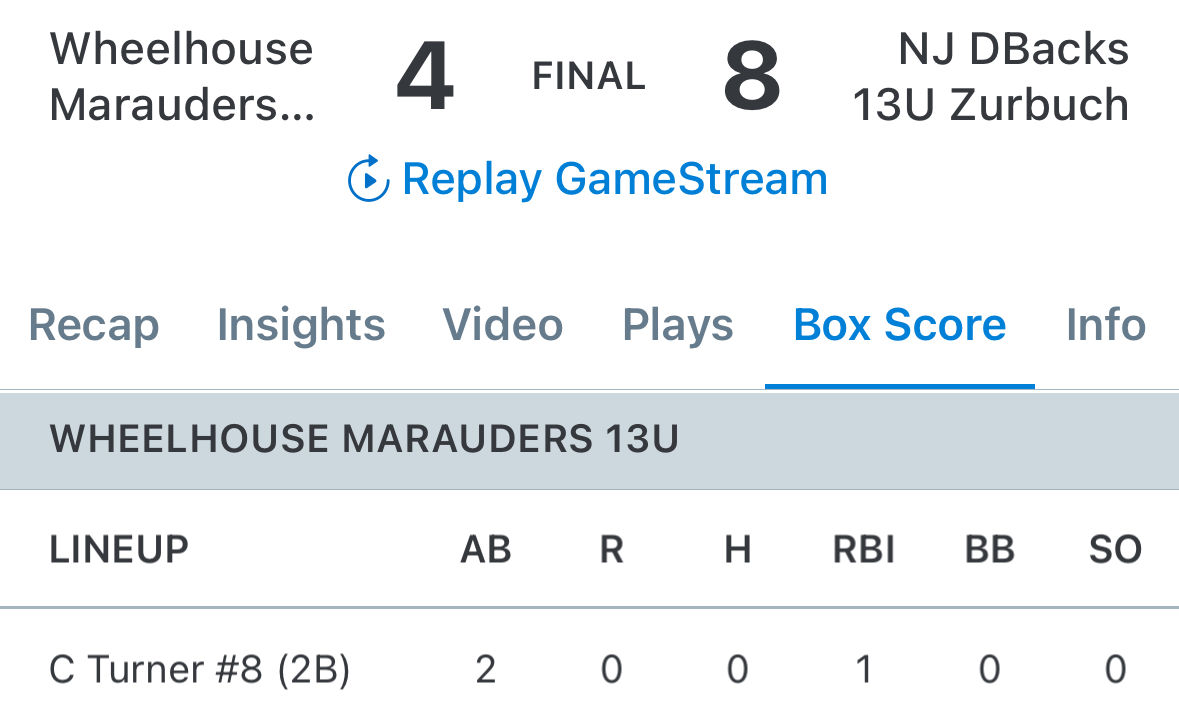 Wheelhouse
Marauders...
4 FINAL 8
NJ DBacks
13U Zurbuch
Replay GameStream
Recap Insights Video Plays Box Score Info
WHEELHOUSE MARAUDERS 13U
LINEUP AB R H RBI BB SO
C Turner #8 (2B) 2 0 0 1 0 0